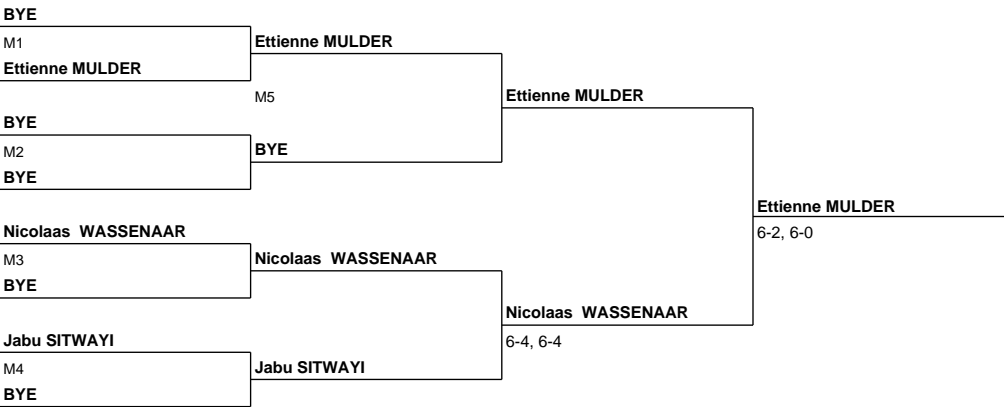 BYE
M1
Ettienne MULDER
BYE
M2
BYE
Nicolaas  WASSENAAR
M3
BYE
Jabu SITWAYI
M4
BYE
Ettienne MULDER
M5
BYE
Nicolaas  WASSENAAR
Jabu SITWAYI
Ettienne MULDER
Nicolaas  WASSENAAR
6-4, 6-4
Ettienne MULDER
6-2, 6-0